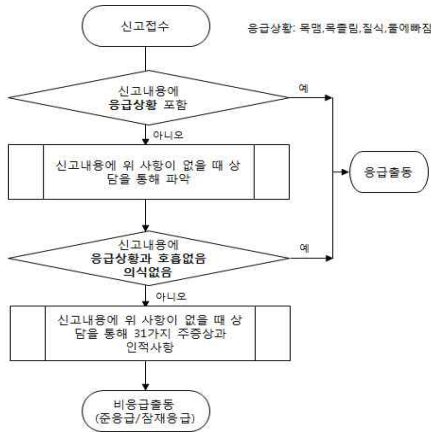 신고접수
응급상황: 목맴,목졸림,질식,물에빠짐
신고내용에
응급상황 포함
예
아니오
신고내용에 위 사항이 없을 때 상
담을 통해 파악
응급출동
신고내용에
응급상황과 호흡없음
의식없음
예
아니오
신고내용에 위 사항이 없을 때 상
담을 통해 31가지 주증상과
인적사항
비응급출동
(준응급/잠재응급)